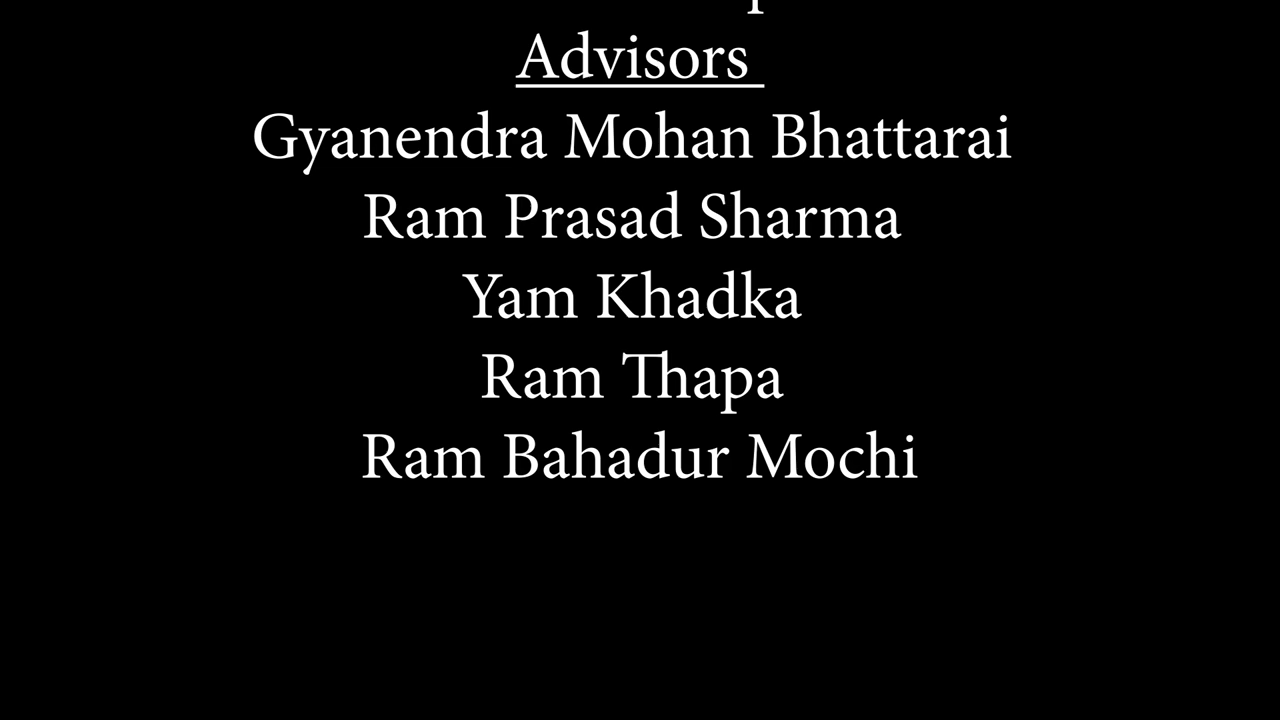 Advisors
Gyanendra Mohan Bhattarai
Ram Prasad Sharma
Yam Khadka
Ram Thapa
Ram Bahadur Mochi